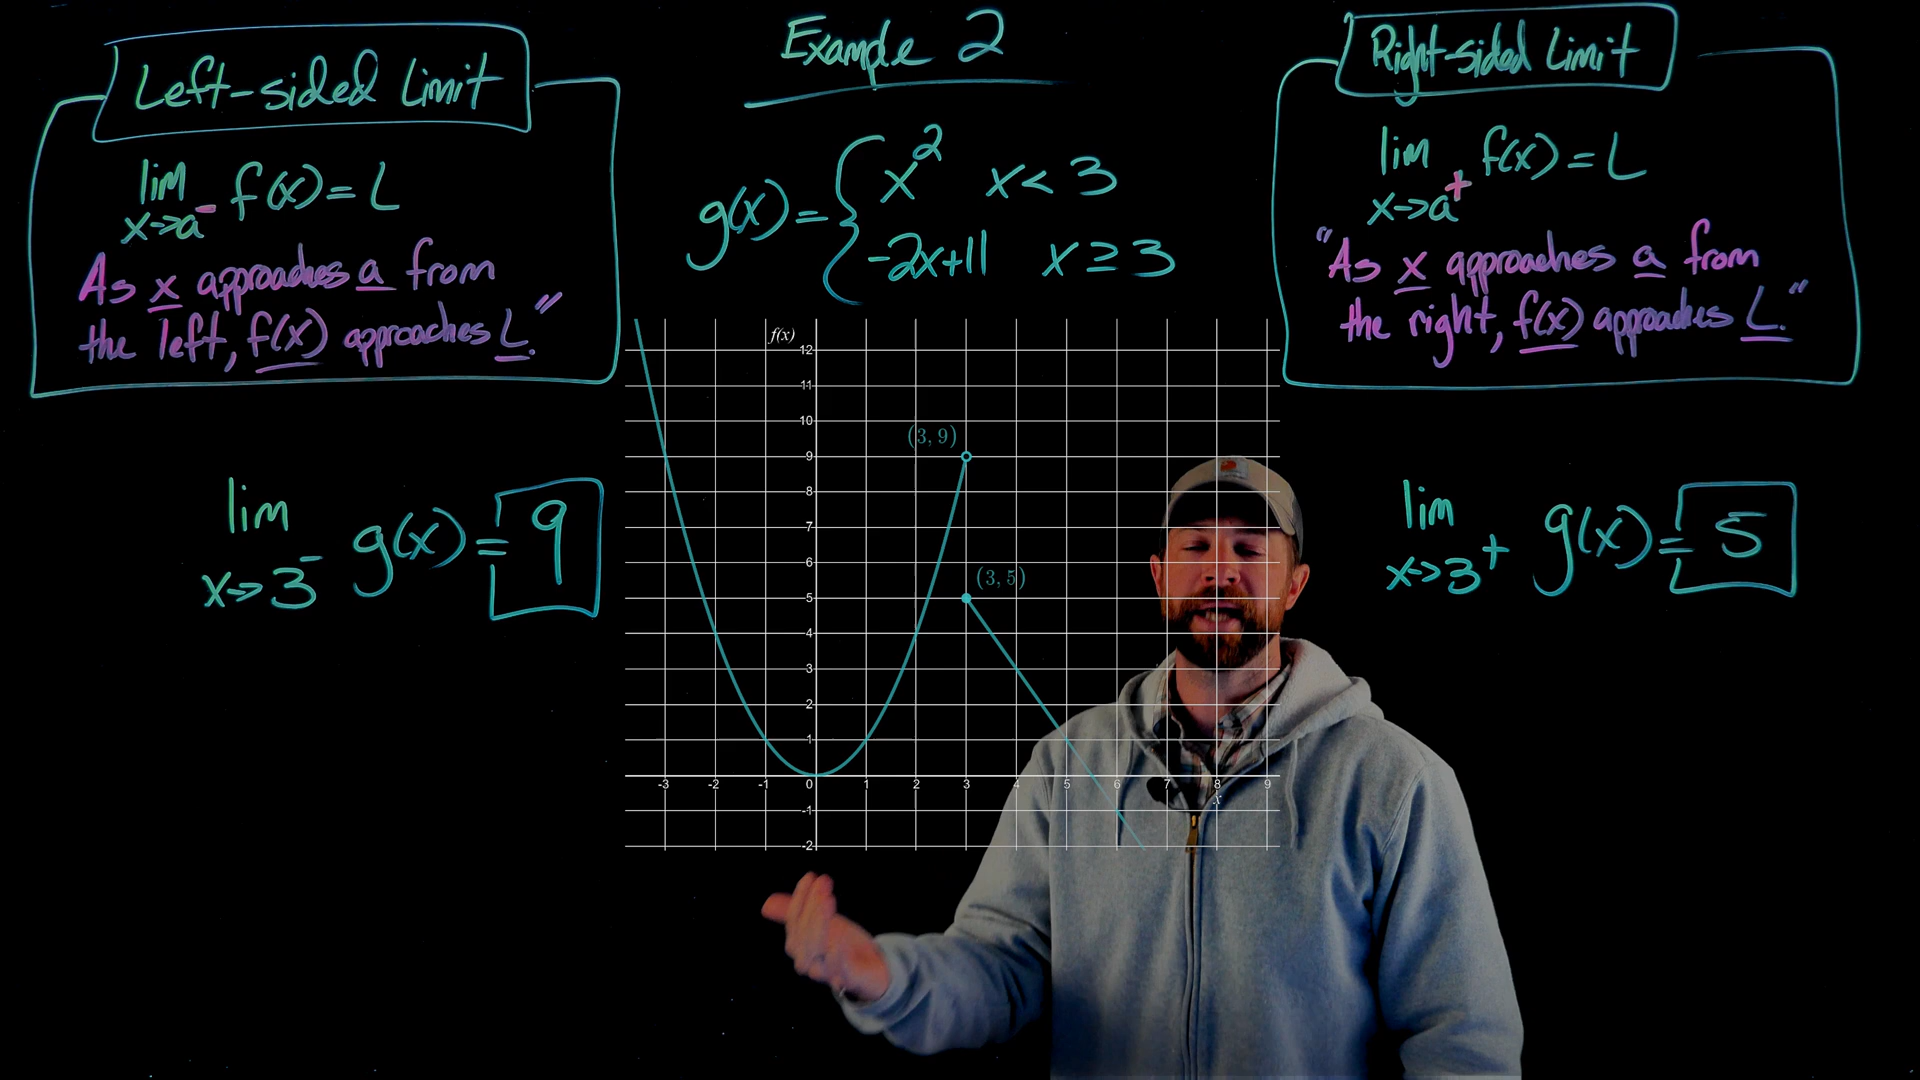 Example 2
Left-sided Limit
lim f(x) = L
x->a⁻
As x approaches a from
the left, f(x) approaches L."
g(x) = { x² x < 3
-2x+11 x ≥ 3
Right-sided Limit
lim f(x) = L
x->a⁺
"As x approaches a from
the right, f(x) approaches L."
lim g(x) = 9
x->3⁻
f(x)
12
11
10
9
8
7
6
5
4
3
2
1
-1
-2
(3, 9)
(3, 5)
-3 -2 -1 0 1 2 3 4 5 6 7 8 9
x
lim g(x) = 5
x->3⁺